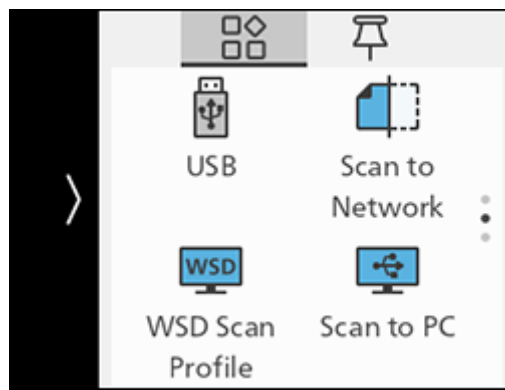 USB
Scan to
Network
WSD
WSD Scan
Profile
Scan to PC